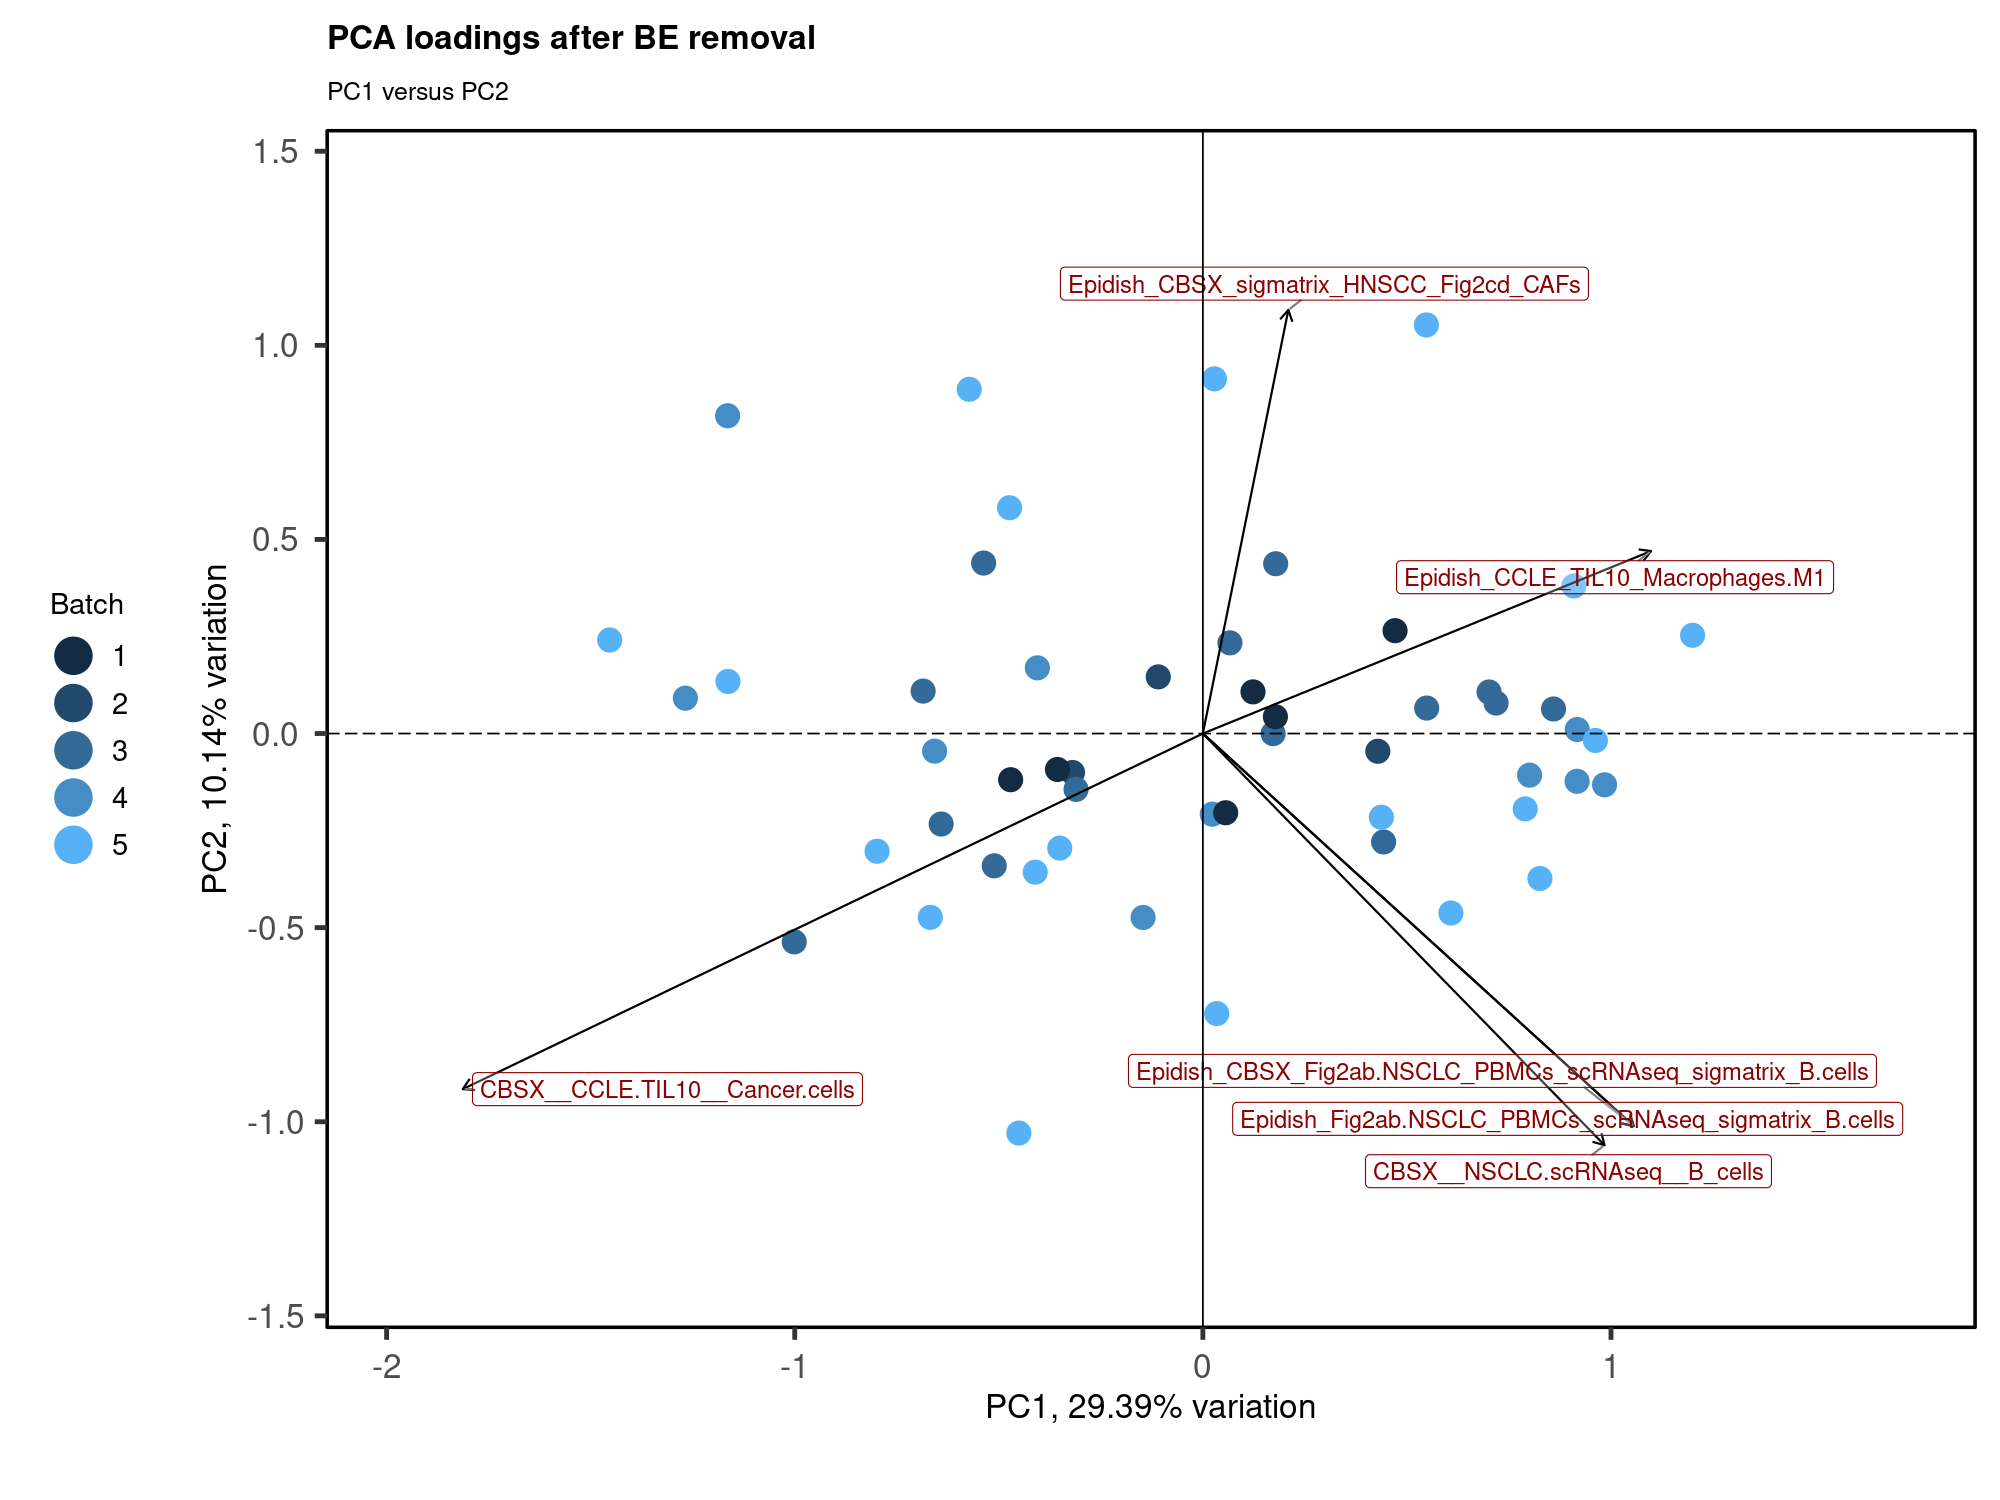 PCA loadings after BE removal
PC1 versus PC2
1.5
1.0
0.5
0.0
-0.5
-1.0
-1.5
PC2, 10.14% variation
Batch
1
2
3
4
5
Epidish_CBSX_sigmatrix_HNSCC_Fig2cd_CAFs
Epidish_CCLE_TIL10_Macrophages.M1
Epidish_CBSX_Fig2ab.NSCLC_PBMCs_scRNAseq_sigmatrix_B.cells
CBSX__CCLE.TIL10__Cancer.cells
Epidish_Fig2ab.NSCLC_PBMCs_scRNAseq_sigmatrix_B.cells
CBSX__NSCLC.scRNAseq__B_cells
-2
-1
0
1
PC1, 29.39% variation